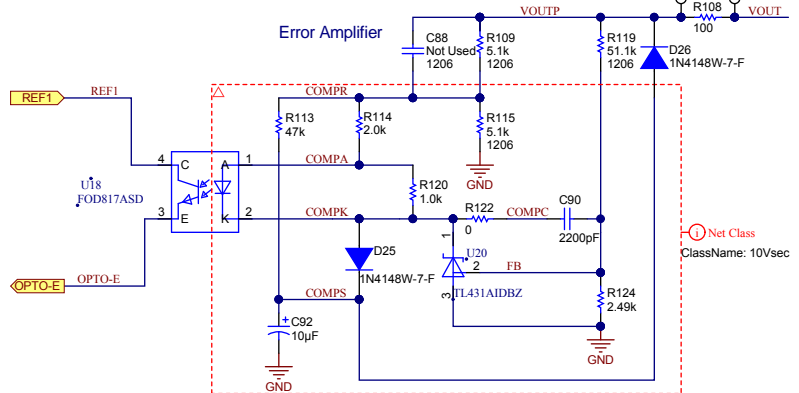 R108
100
VOUTP
VOUT
Error Amplifier
C88
Not Used
1206
R109
5.1k
1206
R119
51.1k
1206
D26
1N4148W-7-F
REF1
REF1
COMPR
R113
47k
R114
2.0k
R115
5.1k
1206
GND
4
C
A
1
COMPA
U18
FOD817ASD
R120
1.0k
3
E
K
2
COMPK
R122
0
COMPC
C90
2200pF
i Net Class
ClassName: 10Vsec
D25
1N4148W-7-F
1
U20
2
FB
3
TL431AIDBZ
OPTO-E
OPTO-E
COMPS
R124
2.49k
C92
10µF
+
GND
GND